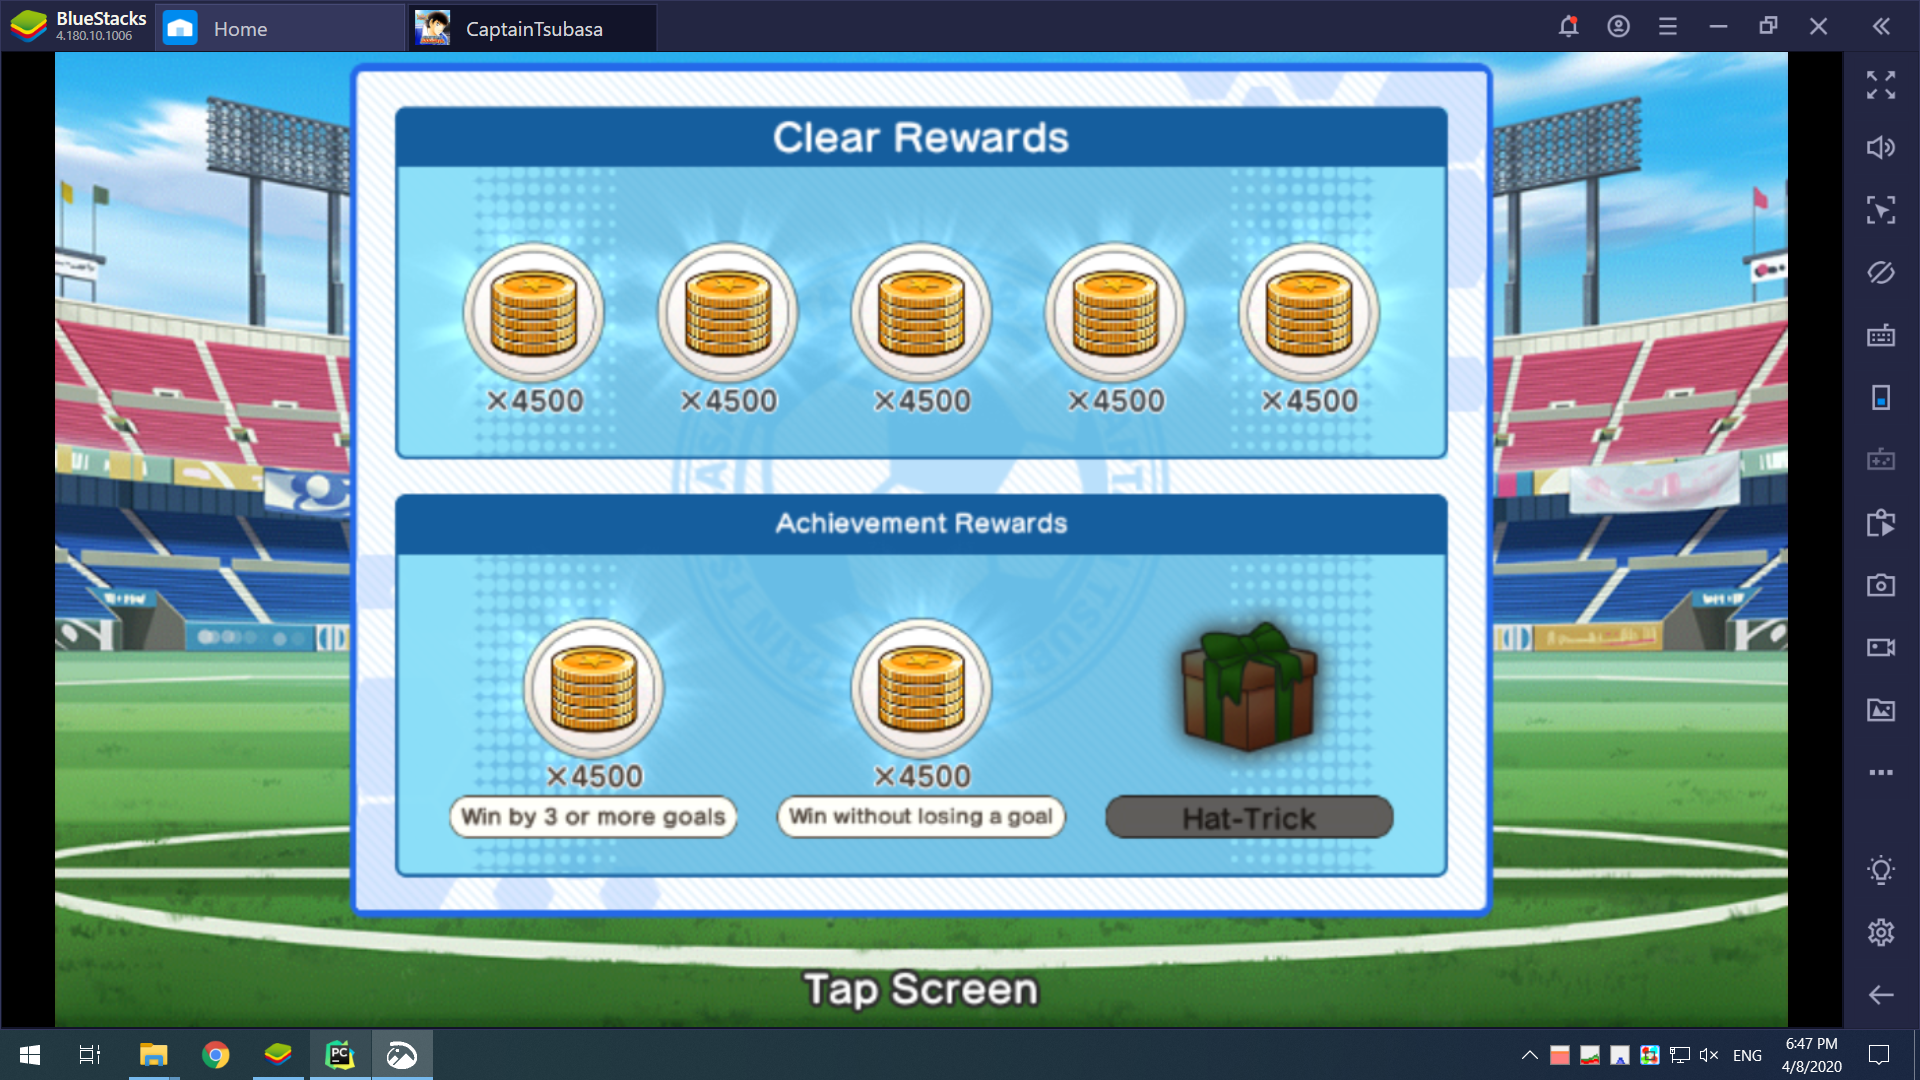 BlueStacks
4.180.10.1006
Home
CaptainTsubasa
Clear Rewards
×4500
×4500
×4500
×4500
×4500
Achievement Rewards
×4500
×4500
Win by 3 or more goals
Win without losing a goal
Hat-Trick
Tap Screen
PC
ENG
6:47 PM
4/8/2020